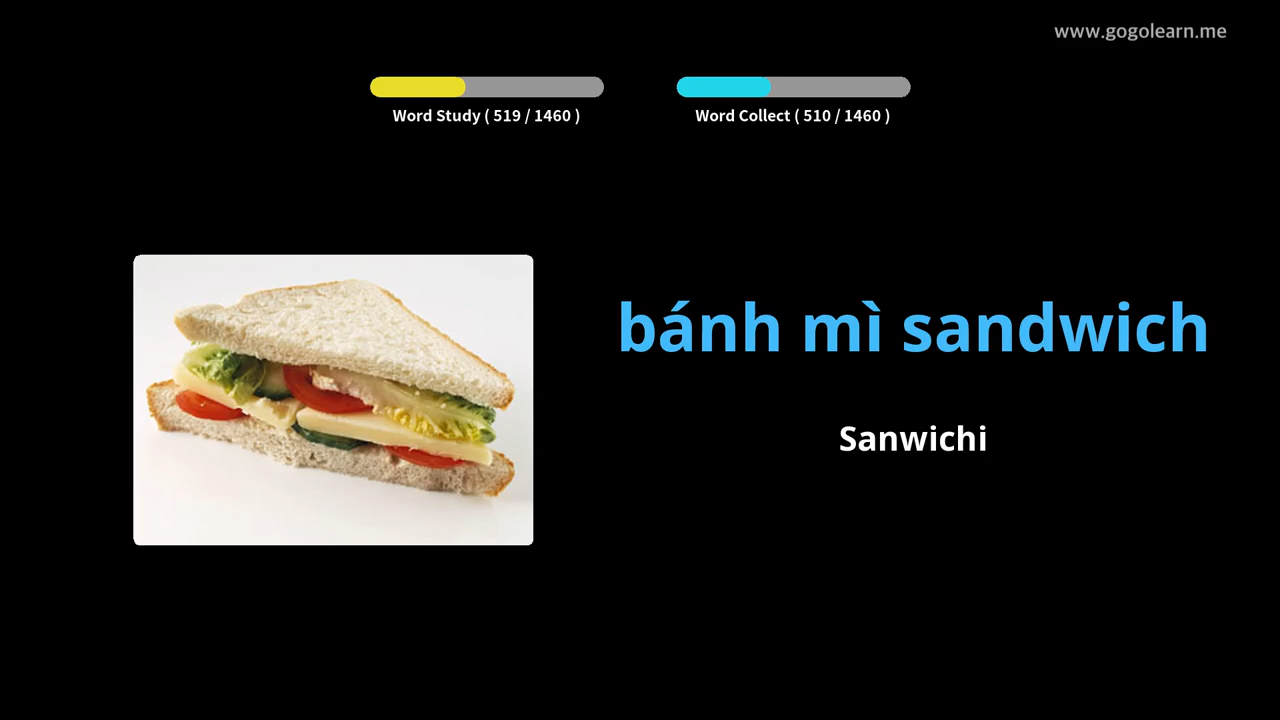 www.gogolearn.me
Word Study ( 519 / 1460 )
Word Collect ( 510 / 1460 )
bánh mì sandwich
Sanwichi